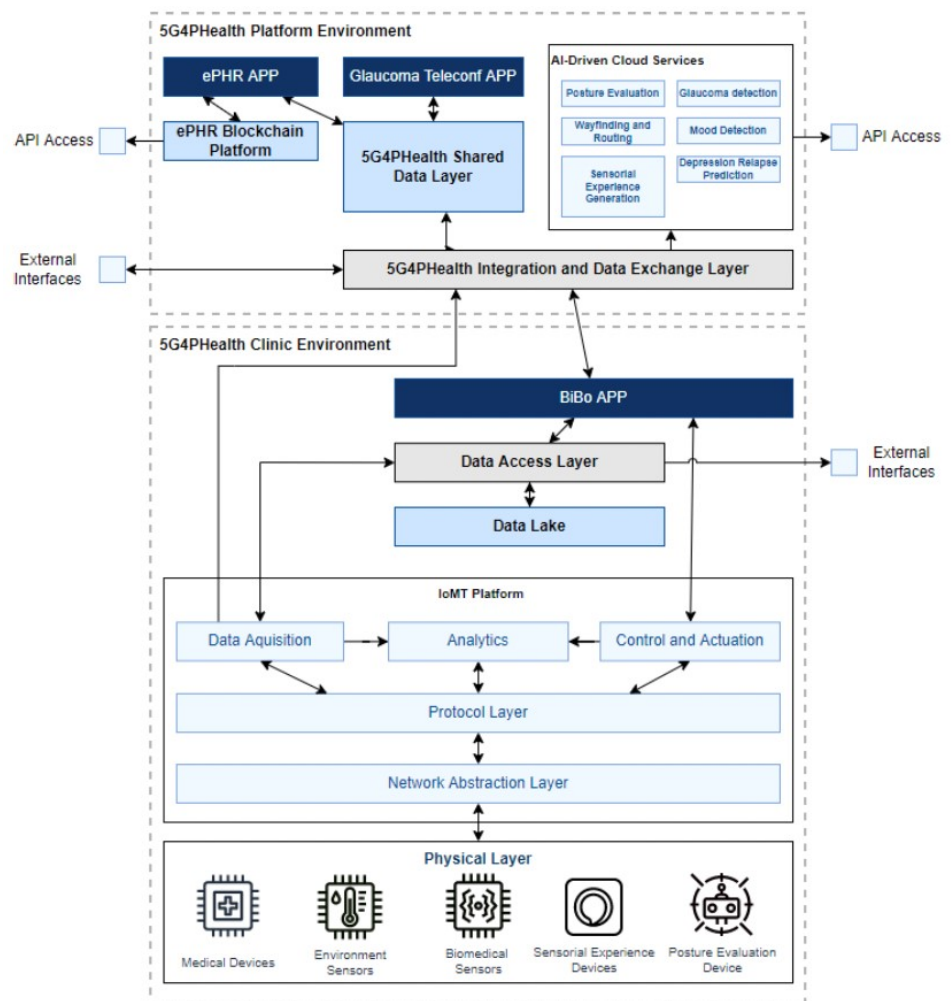 5G4PHealth Platform Environment
ePHR APP
Glaucoma Teleconf APP
AI-Driven Cloud Services
Posture Evaluation
Glaucoma detection
API Access
ePHR Blockchain
Platform
Wayfinding and
Routing
Mood Detection
API Access
5G4PHealth Shared
Data Layer
Sensorial
Experience
Generation
Depression Relapse
Prediction
External
Interfaces
5G4PHealth Integration and Data Exchange Layer
5G4PHealth Clinic Environment
BiBo APP
Data Access Layer
External
Interfaces
Data Lake
IoMT Platform
Data Aquisition
Analytics
Control and Actuation
Protocol Layer
Network Abstraction Layer
Physical Layer
Medical Devices
Environment
Sensors
Biomedical
Sensors
Sensorial Experience
Devices
Posture Evaluation
Device